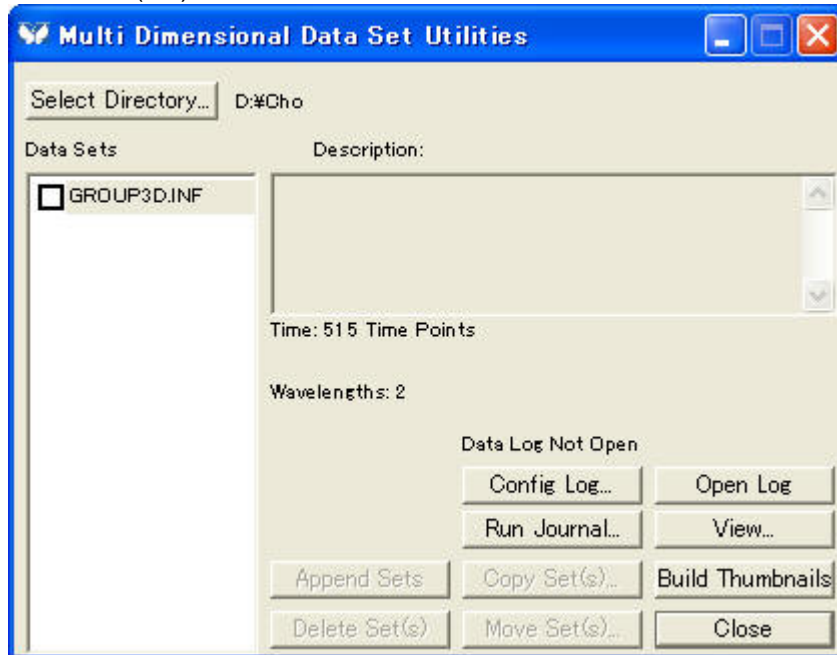 Multi Dimensional Data Set Utilities
Select Directory... D:¥Cho
Data Sets
Description:
GROUP3D.INF
Time: 515 Time Points
Wavelengths: 2
Data Log Not Open
Config Log...
Open Log
Run Journal...
View...
Append Sets
Copy Set(s)...
Build Thumbnails
Delete Set(s)
Move Set(s)...
Close